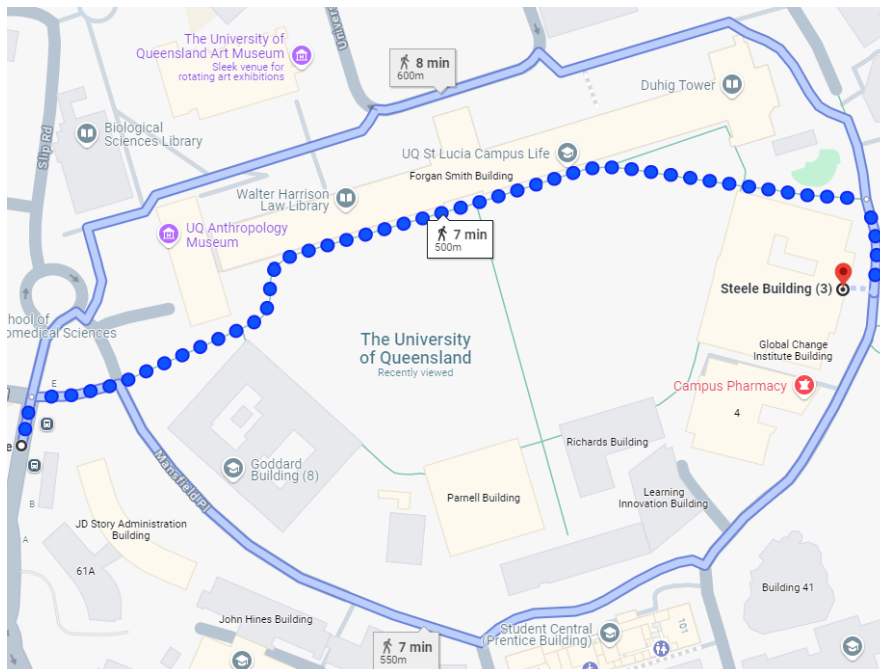 The University of
Queensland Art Museum
Sleek venue for
rotating art exhibitions
Univers
8 min
600m
Duhig Tower
Biological
Sciences Library
Slip Rd
UQ St Lucia Campus Life
Forgan Smith Building
Walter Harrison
Law Library
UQ Anthropology
Museum
7 min
500m
Steele Building (3)
hool of
omedical Sciences
The University
of Queensland
Recently viewed
Global Change
Institute Building
Campus Pharmacy
4
E
e
Richards Building
Goddard
Building (8)
Mansfield Pl
Parnell Building
Learning
Innovation Building
B
JD Story Administration
Building
A
61A
Building 41
John Hines Building
Student Central
(Prentice Building)
101
7 min
550m